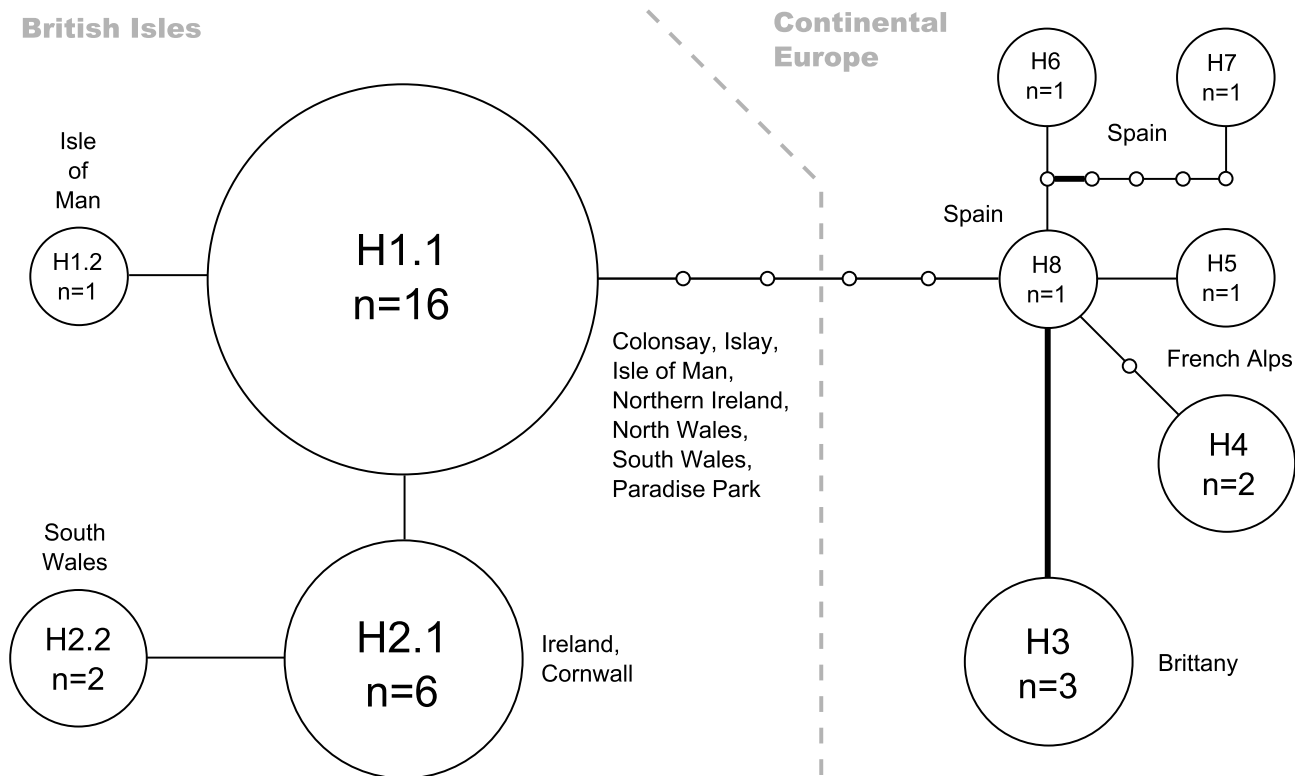 British Isles
Continental
Europe
Isle
of
Man
H1.2
n=1
H1.1
n=16
Colonsay, Islay,
Isle of Man,
Northern Ireland,
North Wales,
South Wales,
Paradise Park
South
Wales
H2.2
n=2
H2.1
n=6
Ireland,
Cornwall
H6
n=1
H7
n=1
Spain
Spain
H8
n=1
H5
n=1
French Alps
H4
n=2
H3
n=3
Brittany